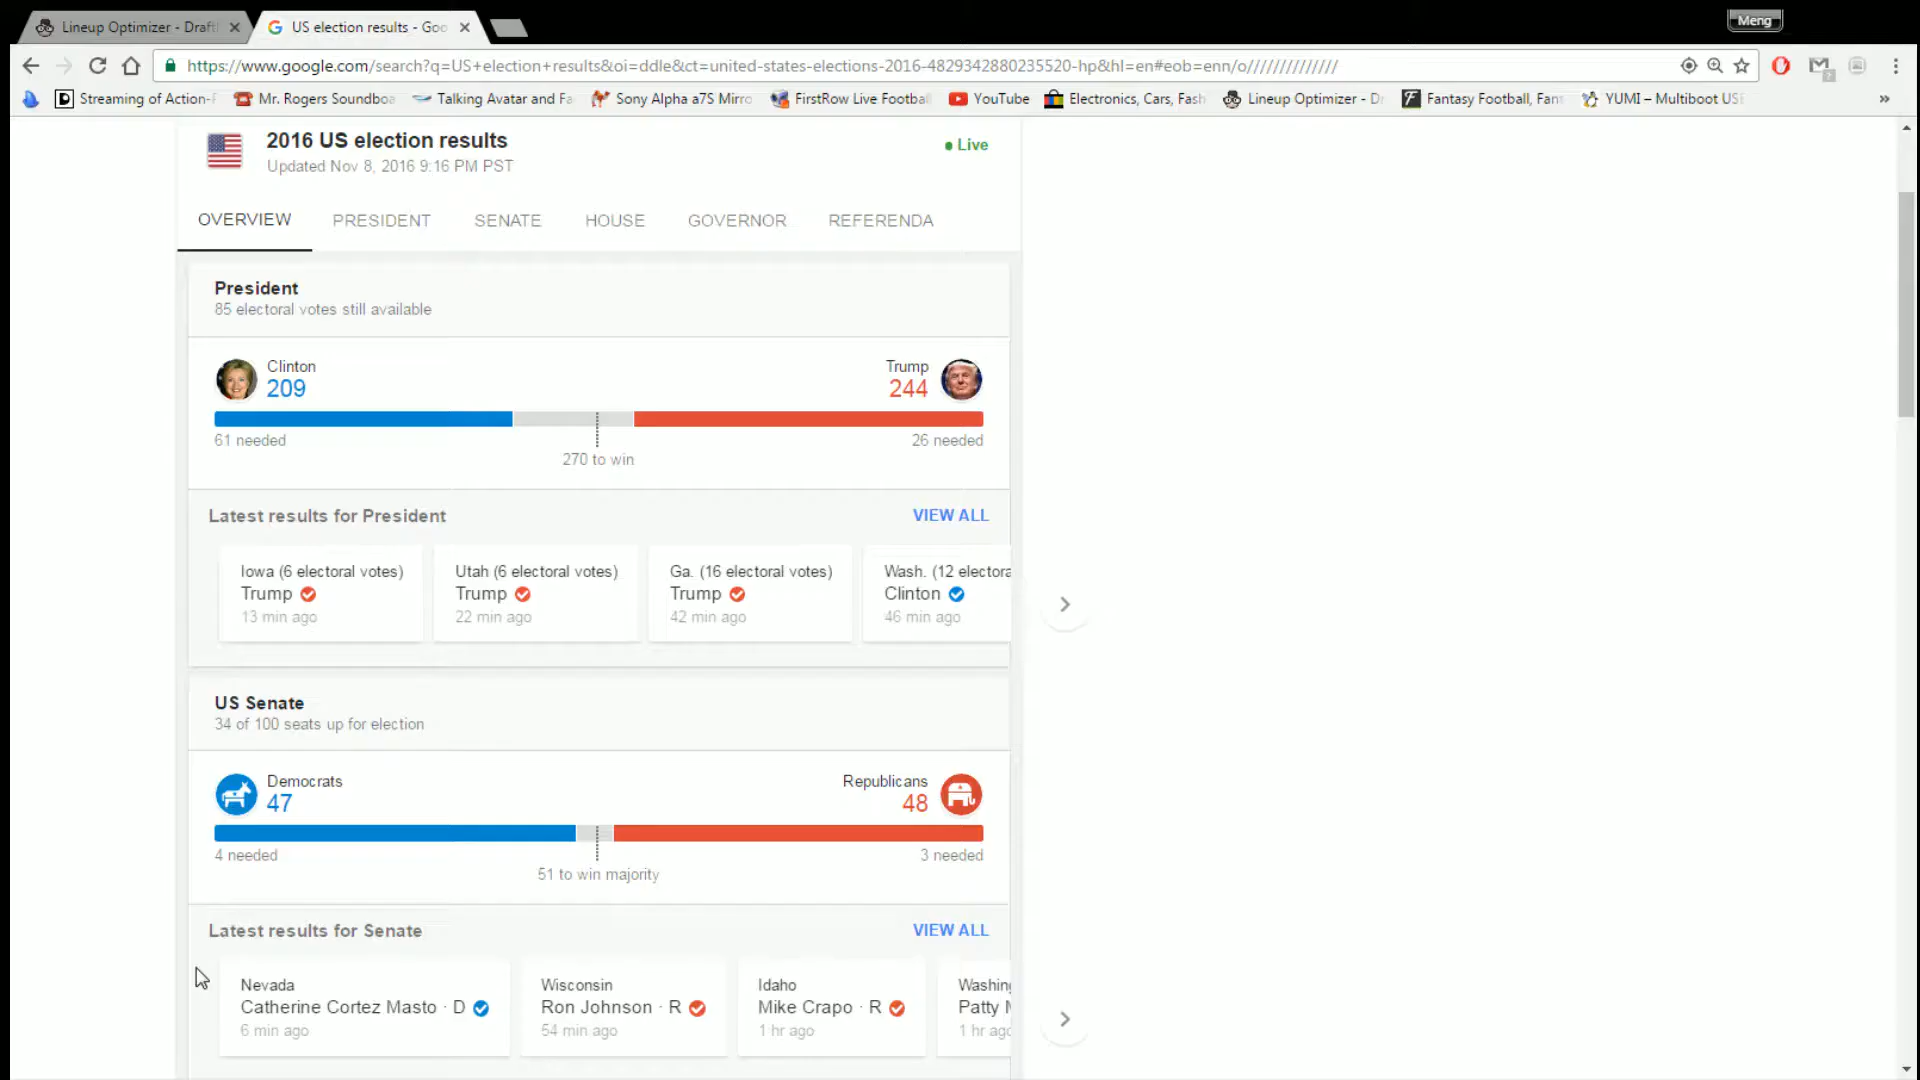 Lineup Optimizer - Draft
US election results - Goo
Meng
https://www.google.com/search?q=US+election+results&oi=ddle&ct=united-states-elections-2016-4829342880235520-hp&hl=en#eob=enn/o//////////////
Streaming of Action-F
Mr. Rogers Soundboa
Talking Avatar and Fa
Sony Alpha a7S Mirro
FirstRow Live Footbal
YouTube
Electronics, Cars, Fash
Lineup Optimizer - D
Fantasy Football, Fan
YUMI – Multiboot USB
»
2016 US election results
Live
Updated Nov 8, 2016 9:16 PM PST
OVERVIEW PRESIDENT SENATE HOUSE GOVERNOR REFERENDA
President
85 electoral votes still available
Clinton
209
Trump
244
61 needed
26 needed
270 to win
Latest results for President
VIEW ALL
Iowa (6 electoral votes)
Trump
13 min ago
Utah (6 electoral votes)
Trump
22 min ago
Ga. (16 electoral votes)
Trump
42 min ago
Wash. (12 electora
Clinton
46 min ago
US Senate
34 of 100 seats up for election
Democrats
47
Republicans
48
4 needed
3 needed
51 to win majority
Latest results for Senate
VIEW ALL
Nevada
Catherine Cortez Masto · D
6 min ago
Wisconsin
Ron Johnson · R
54 min ago
Idaho
Mike Crapo · R
1 hr ago
Washing
Patty M
1 hr ago